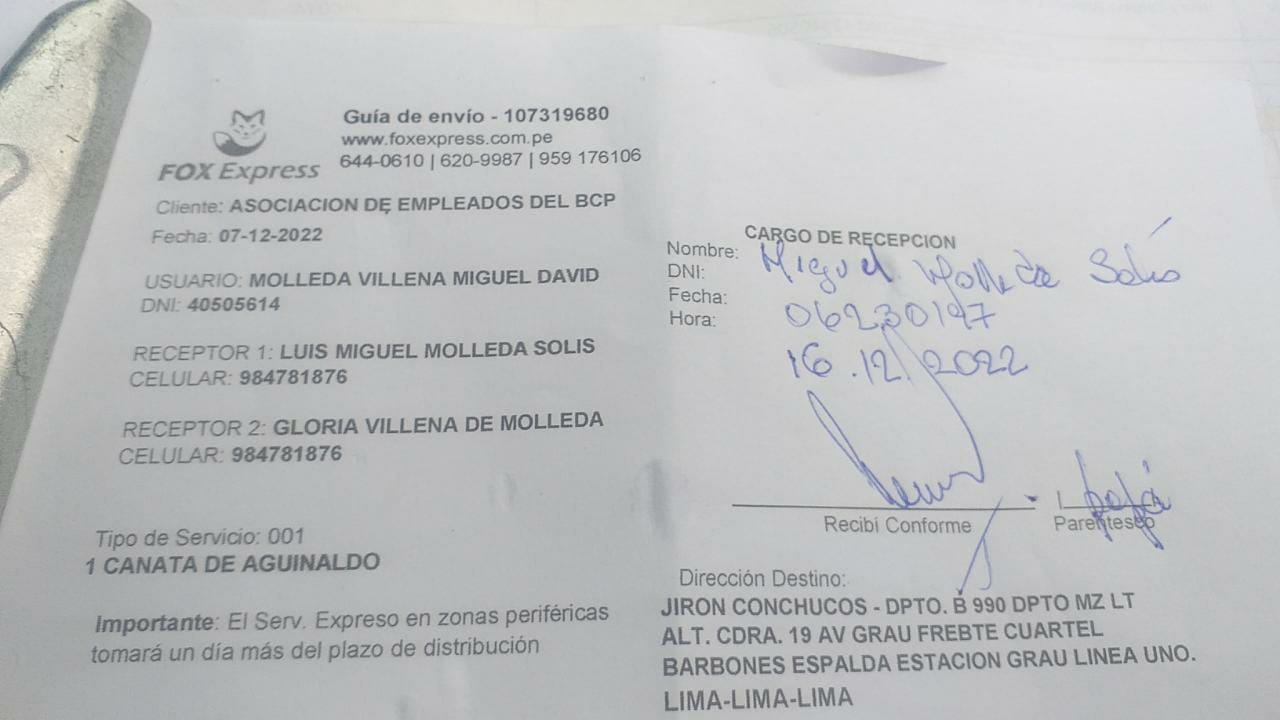 FOX Express
Guía de envío - 107319680
www.foxexpress.com.pe
644-0610 | 620-9987 | 959 176106
Cliente: ASOCIACION DE EMPLEADOS DEL BCP
Fecha: 07-12-2022
USUARIO: MOLLEDA VILLENA MIGUEL DAVID
DNI: 40505614
RECEPTOR 1: LUIS MIGUEL MOLLEDA SOLIS
CELULAR: 984781876
RECEPTOR 2: GLORIA VILLENA DE MOLLEDA
CELULAR: 984781876
Tipo de Servicio: 001
1 CANATA DE AGUINALDO
Importante: El Serv. Expreso en zonas periféricas
tomará un día más del plazo de distribución
CARGO DE RECEPCION
Nombre: Miguel Molleda Solis
DNI: 06230197
Fecha: 16.12.2022
Hora:
papá
Recibi Conforme Parentesco
Dirección Destino:
JIRON CONCHUCOS - DPTO. B 990 DPTO MZ LT
ALT. CDRA. 19 AV GRAU FREBTE CUARTEL
BARBONES ESPALDA ESTACION GRAU LINEA UNO.
LIMA-LIMA-LIMA